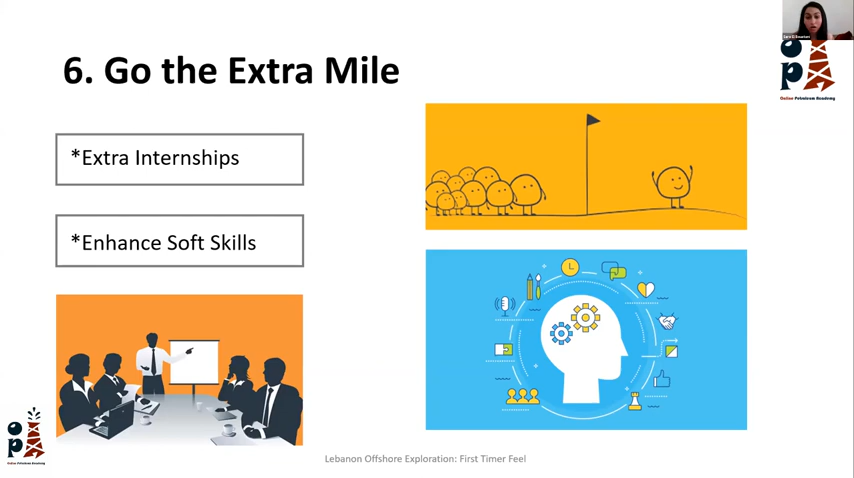 6. Go the Extra Mile
*Extra Internships
*Enhance Soft Skills
Lebanon Offshore Exploration: First Timer Feel
Online Petroleum Academy
Online Petroleum Academy